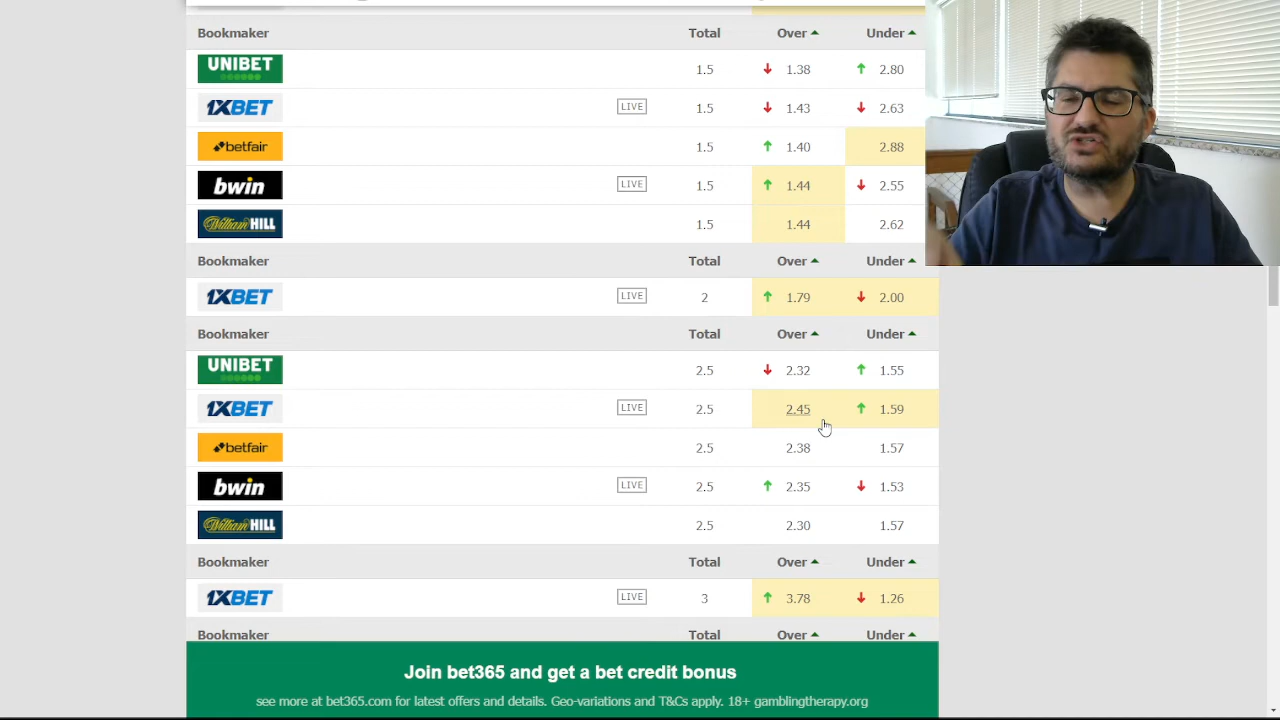 Bookmaker Total Over Under
UNIBET 1.5 1.38 2.80
1XBET LIVE 1.5 1.43 2.63
betfair 1.5 1.40 2.88
bwin LIVE 1.5 1.44 2.55
William HILL 1.5 1.44 2.62
Bookmaker Total Over Under
1XBET LIVE 2 1.79 2.00
Bookmaker Total Over Under
UNIBET 2.5 2.32 1.55
1XBET LIVE 2.5 2.45 1.59
betfair 2.5 2.38 1.57
bwin LIVE 2.5 2.35 1.53
William HILL 2.5 2.30 1.57
Bookmaker Total Over Under
1XBET LIVE 3 3.78 1.26
Bookmaker Total Over Under
Join bet365 and get a bet credit bonus
see more at bet365.com for latest offers and details. Geo-variations and T&Cs apply. 18+ gamblingtherapy.org